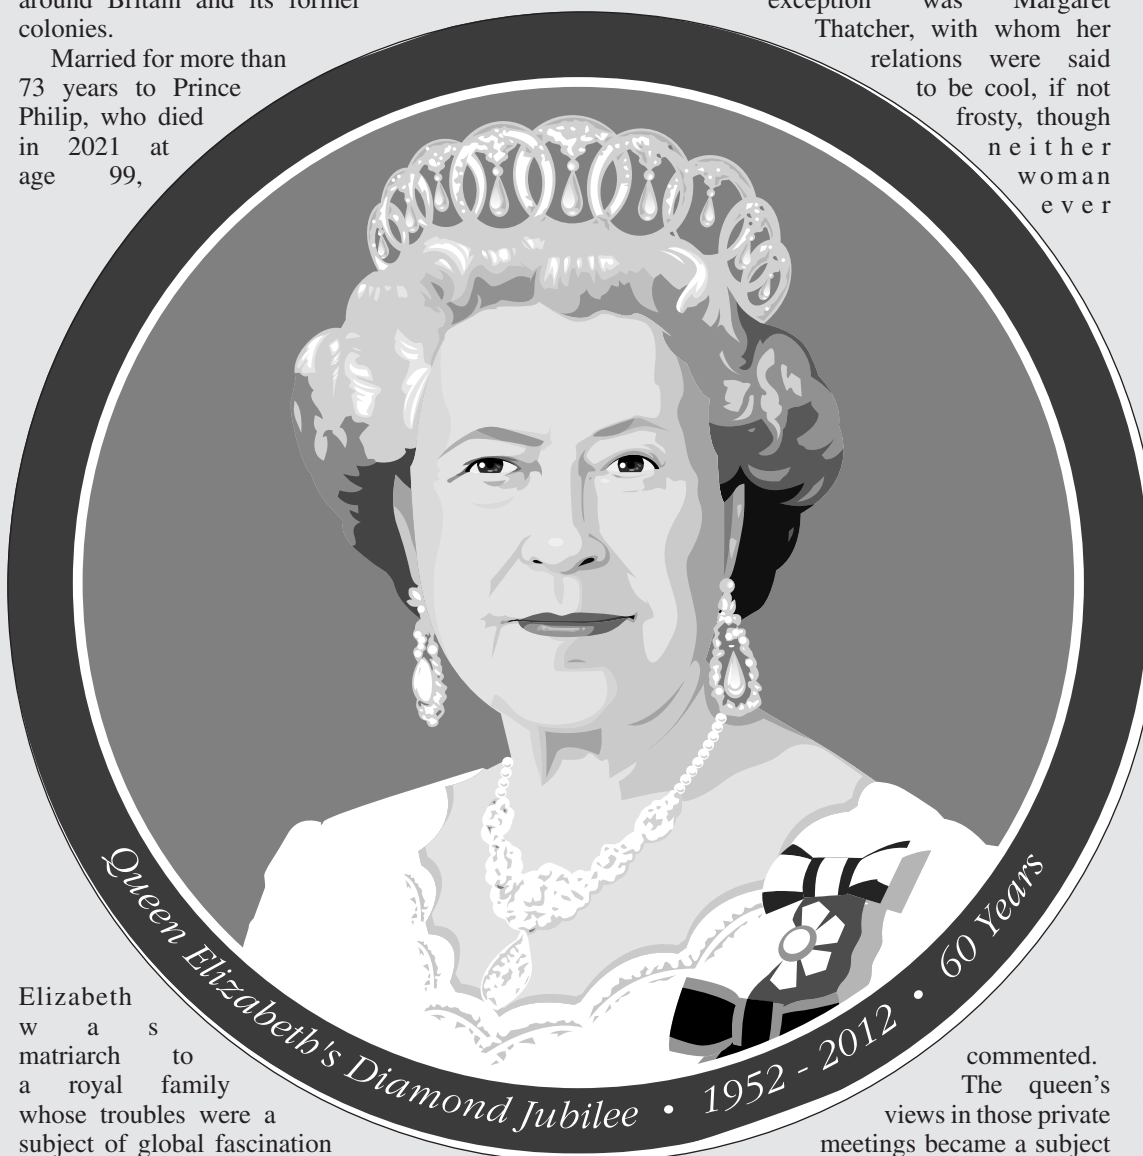 around Britain and its former
colonies.
Married for more than
73 years to Prince
Philip, who died
in 2021 at
age 99,
Elizabeth
was
matriarch to
a royal family
whose troubles were a
subject of global fascination
exception was Margaret
Thatcher, with whom her
relations were said
to be cool, if not
frosty, though
neither
woman
ever
commented.
The queen's
views in those private
meetings became a subject
Queen Elizabeth's Diamond Jubilee • 1952 - 2012 • 60 Years